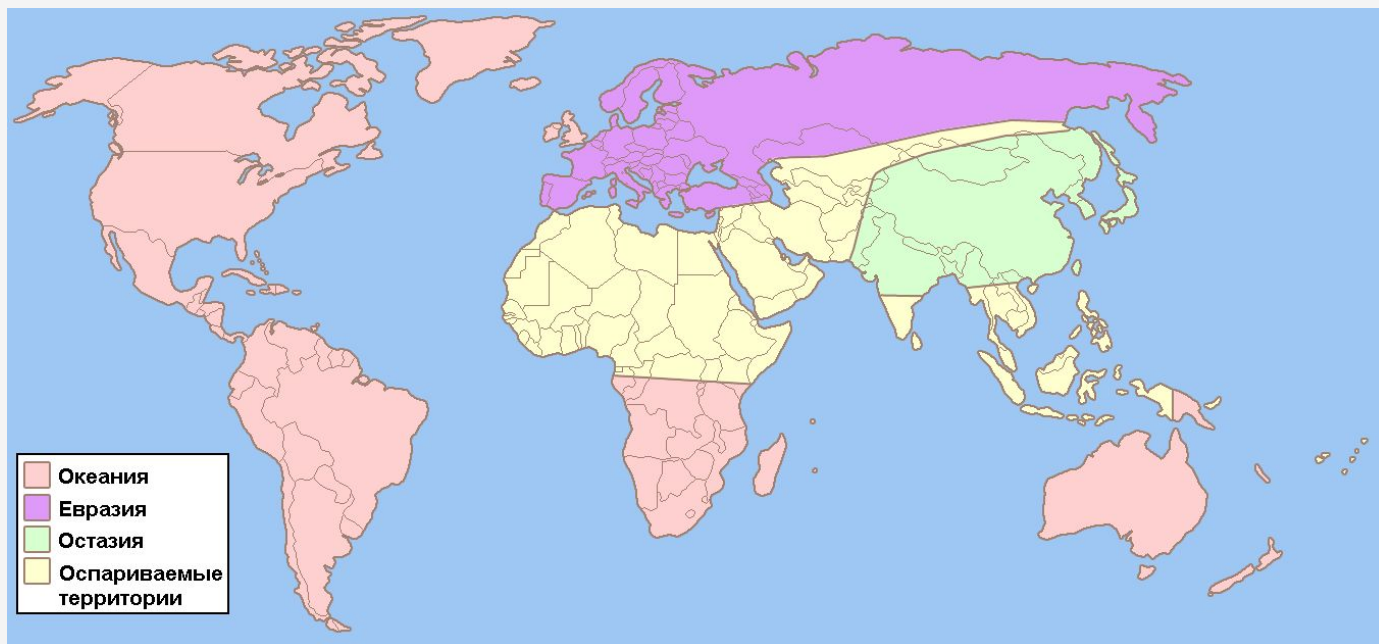 Океания
Евразия
Остазия
Оспариваемые
территории